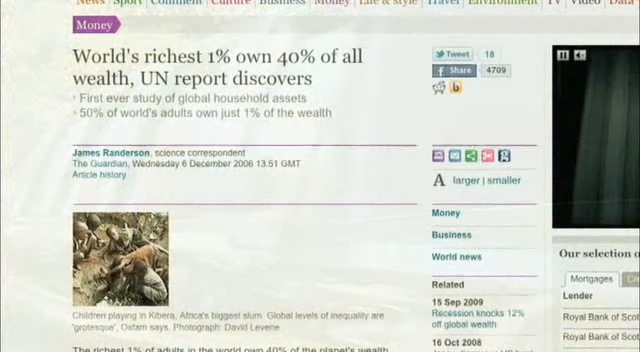 News Sport Comment Culture Business Money Life & style Travel Environment TV Video Data
Money
World's richest 1% own 40% of all
wealth, UN report discovers
First ever study of global household assets
50% of world's adults own just 1% of the wealth
James Randerson, science correspondent
The Guardian, Wednesday 6 December 2006 13.51 GMT
Article history
Children playing in Kibera, Africa's biggest slum. Global levels of inequality are
'grotesque', Oxfam says. Photograph: David Levene
The richest 1% of adults in the world own 40% of the planet's wealth
Tweet 18
Share 4709
A larger | smaller
Money
Business
World news
Related
15 Sep 2009
Recession knocks 12%
off global wealth
16 Oct 2008
Our selection
Mortgages
Lender
Royal Bank of Scot
Royal Bank of Scot